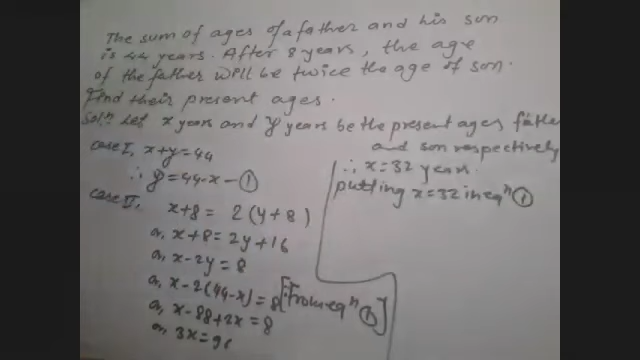 The sum of ages of a father and his son
is 44 years. After 8 years, the age
of the father will be twice the age of son.
Find their present ages.
Solⁿ Let x years and y years be the present ages father
and son respectively
case I, x+y=44
∴ y=44-x-①
case II, x+8= 2(y+8)
or, x+8=2y+16
or, x-2y=8
or, x-2(44-x)=8 [from eqⁿ ①]
or, x-88+2x=8
or, 3x=96
∴ x=32 years.
putting x=32 in eqⁿ ①